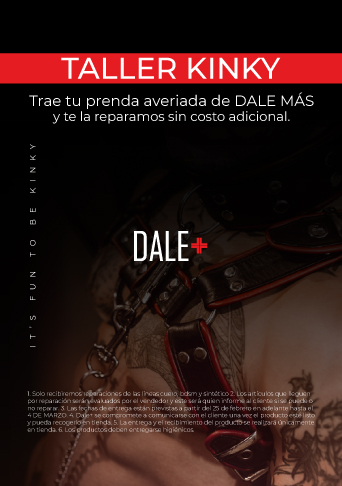 TALLER KINKY
Trae tu prenda averiada de DALE MÁS
y te la reparamos sin costo adicional.
IT'S FUN TO BE KINKY
DALE+
1. Solo recibiremos reparaciones de las lineas cuero, bdsm y sintético 2. Los artículos que lleguen
por reparación serán evaluados por el vendedor y este será quien informe al cliente si se puede o
no reparar. 3. Las fechas de entrega están previstas a partir del 25 de febrero en adelante hasta el
4 DE MARZO. 4. Dale+ se compromete a comunicarse con el cliente una vez el producto esté listo
y pueda recogerlo en tienda. 5. La entrega y el recibimiento del producto se realizará únicamente
en tienda. 6. Los productos deben entregarse higiénicos.